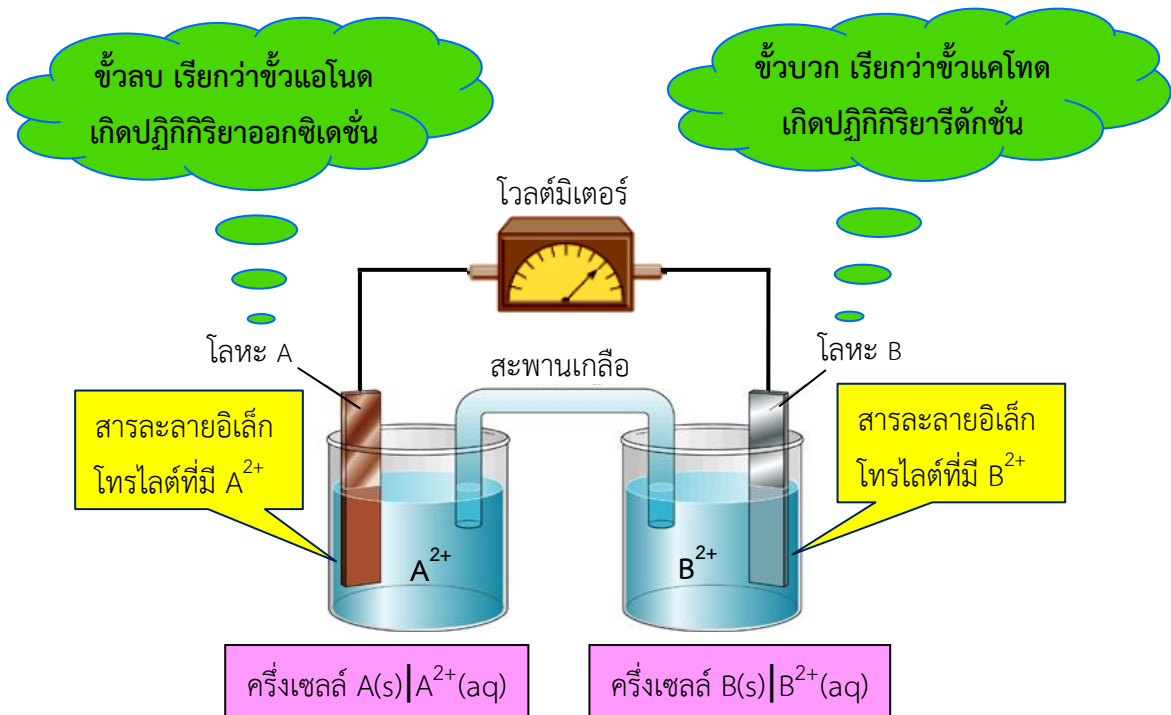 ขั้วลบ เรียกว่าขั้วแอโนด
เกิดปฏิกิกิริยาออกซิเดชั่น
ขั้วบวก เรียกว่าขั้วแคโทด
เกิดปฏิกิกิริยารีดักชั่น
โวลต์มิเตอร์
โลหะ A
สะพานเกลือ
โลหะ B
สารละลายอิเล็ก
โทรไลต์ที่มี A²⁺
สารละลายอิเล็ก
โทรไลต์ที่มี B²⁺
A²⁺
B²⁺
ครึ่งเซลล์ A(s)|A²⁺(aq)
ครึ่งเซลล์ B(s)|B²⁺(aq)